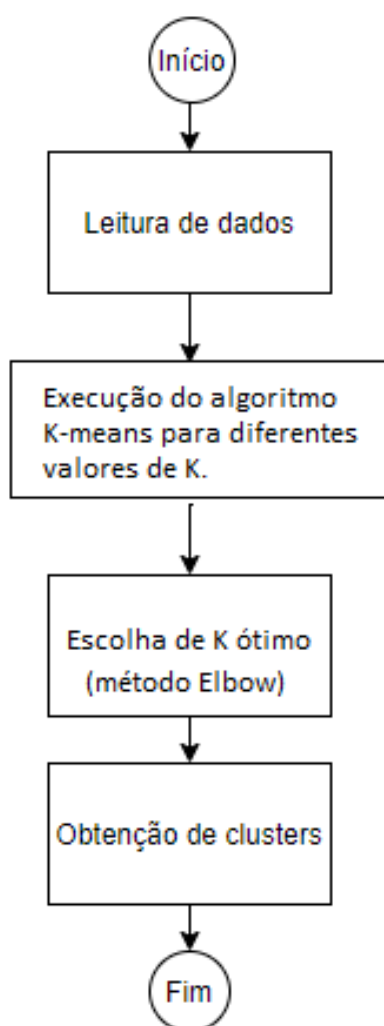 Início
Leitura de dados
Execução do algoritmo
K-means para diferentes
valores de K.
Escolha de K ótimo
(método Elbow)
Obtenção de clusters
Fim